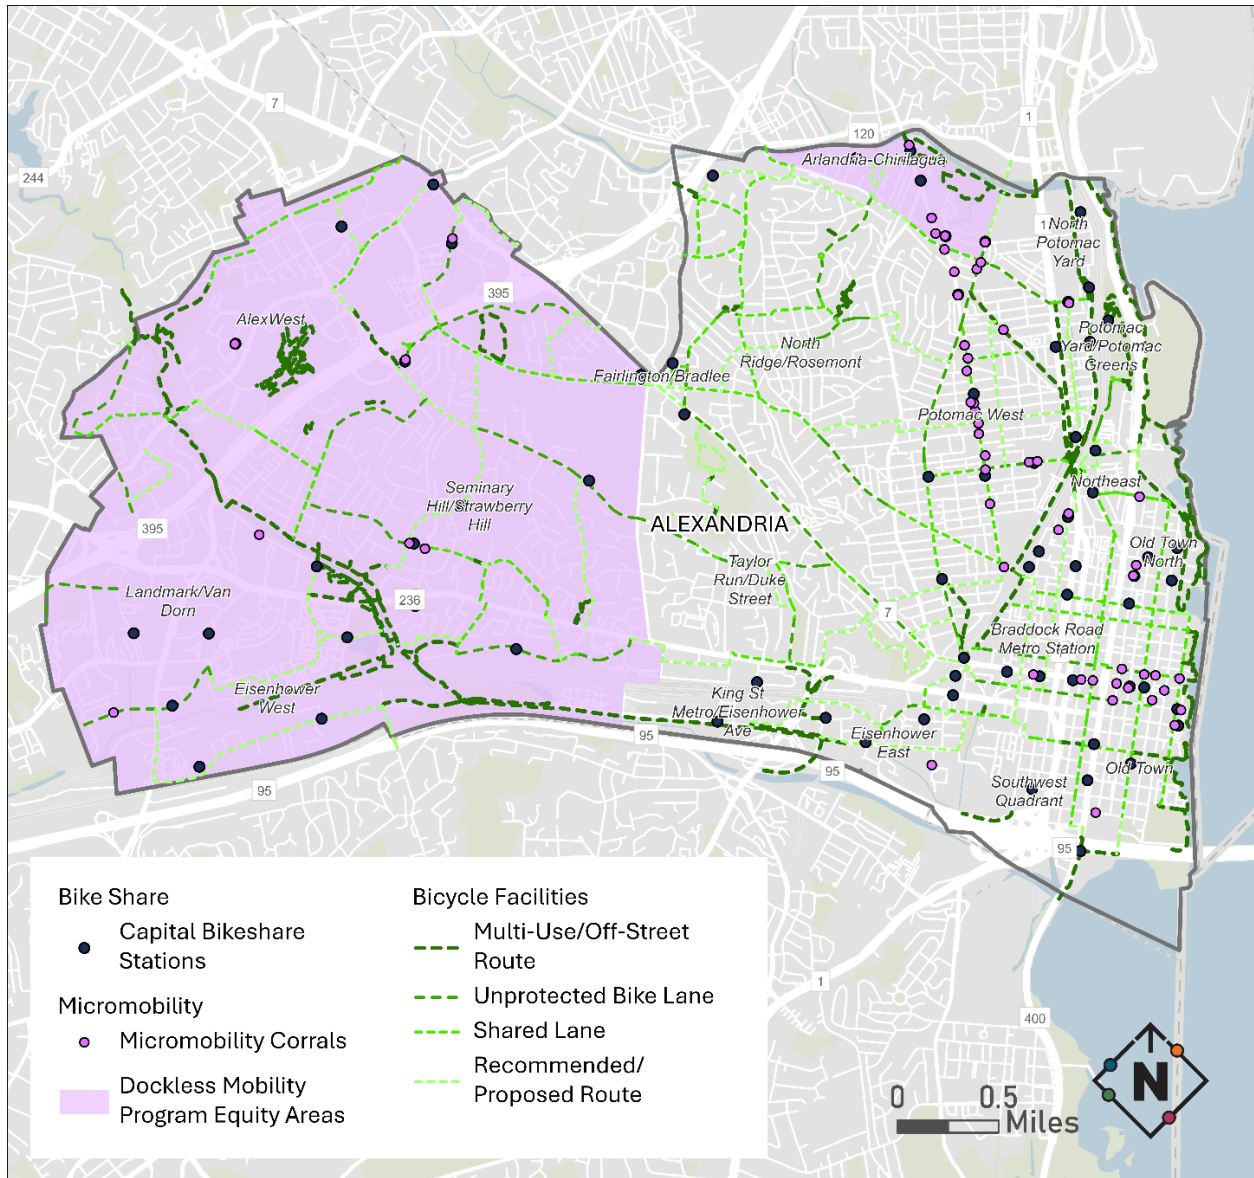 7
1
120
Arlandria-Chirilagua
244
1
North
Potomac
Yard
395
AlexWest
Potomac
Yard/Potomac
Greens
North
Ridge/Rosemont
Fairlington/Bradlee
Potomac West
Seminary
Hill/Strawberry
Hill
Northeast
395
ALEXANDRIA
Old Town
North
Taylor
Run/Duke
Street
Landmark/Van
Dorn
236
7
Braddock Road
Metro Station
Eisenhower
West
King St
Metro/Eisenhower
Ave
Eisenhower
East
95
95
95
Old Town
Southwest
Quadrant
95
1
400
Bike Share
Capital Bikeshare
Stations
Micromobility
Micromobility Corrals
Dockless Mobility
Program Equity Areas
Bicycle Facilities
Multi-Use/Off-Street
Route
Unprotected Bike Lane
Shared Lane
Recommended/
Proposed Route
0 0.5
Miles
N